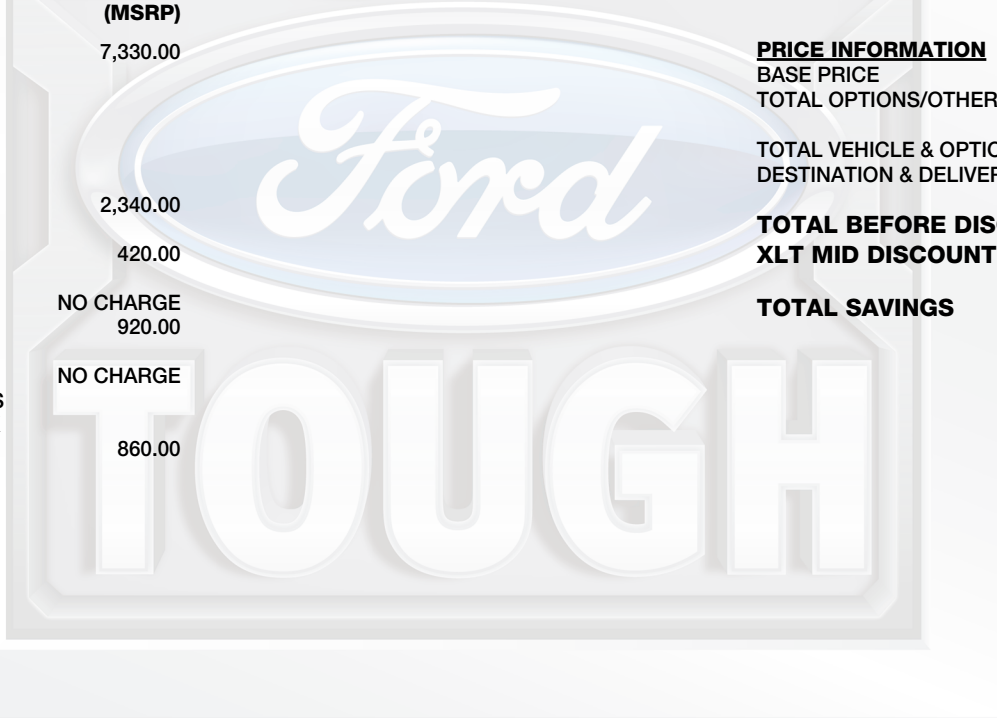 (MSRP)
7,330.00
2,340.00
420.00
NO CHARGE
920.00
NO CHARGE
860.00
PRICE INFORMATION
BASE PRICE
TOTAL OPTIONS/OTHER
TOTAL VEHICLE & OPTIO
DESTINATION & DELIVER
TOTAL BEFORE DISC
XLT MID DISCOUNT
TOTAL SAVINGS
Ford
TOUGH